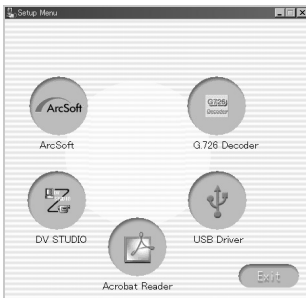 Setup Menu
ArcSoft
G.726
Decoder
ArcSoft
G.726 Decoder
DV STUDIO
USB Driver
Acrobat Reader
Exit